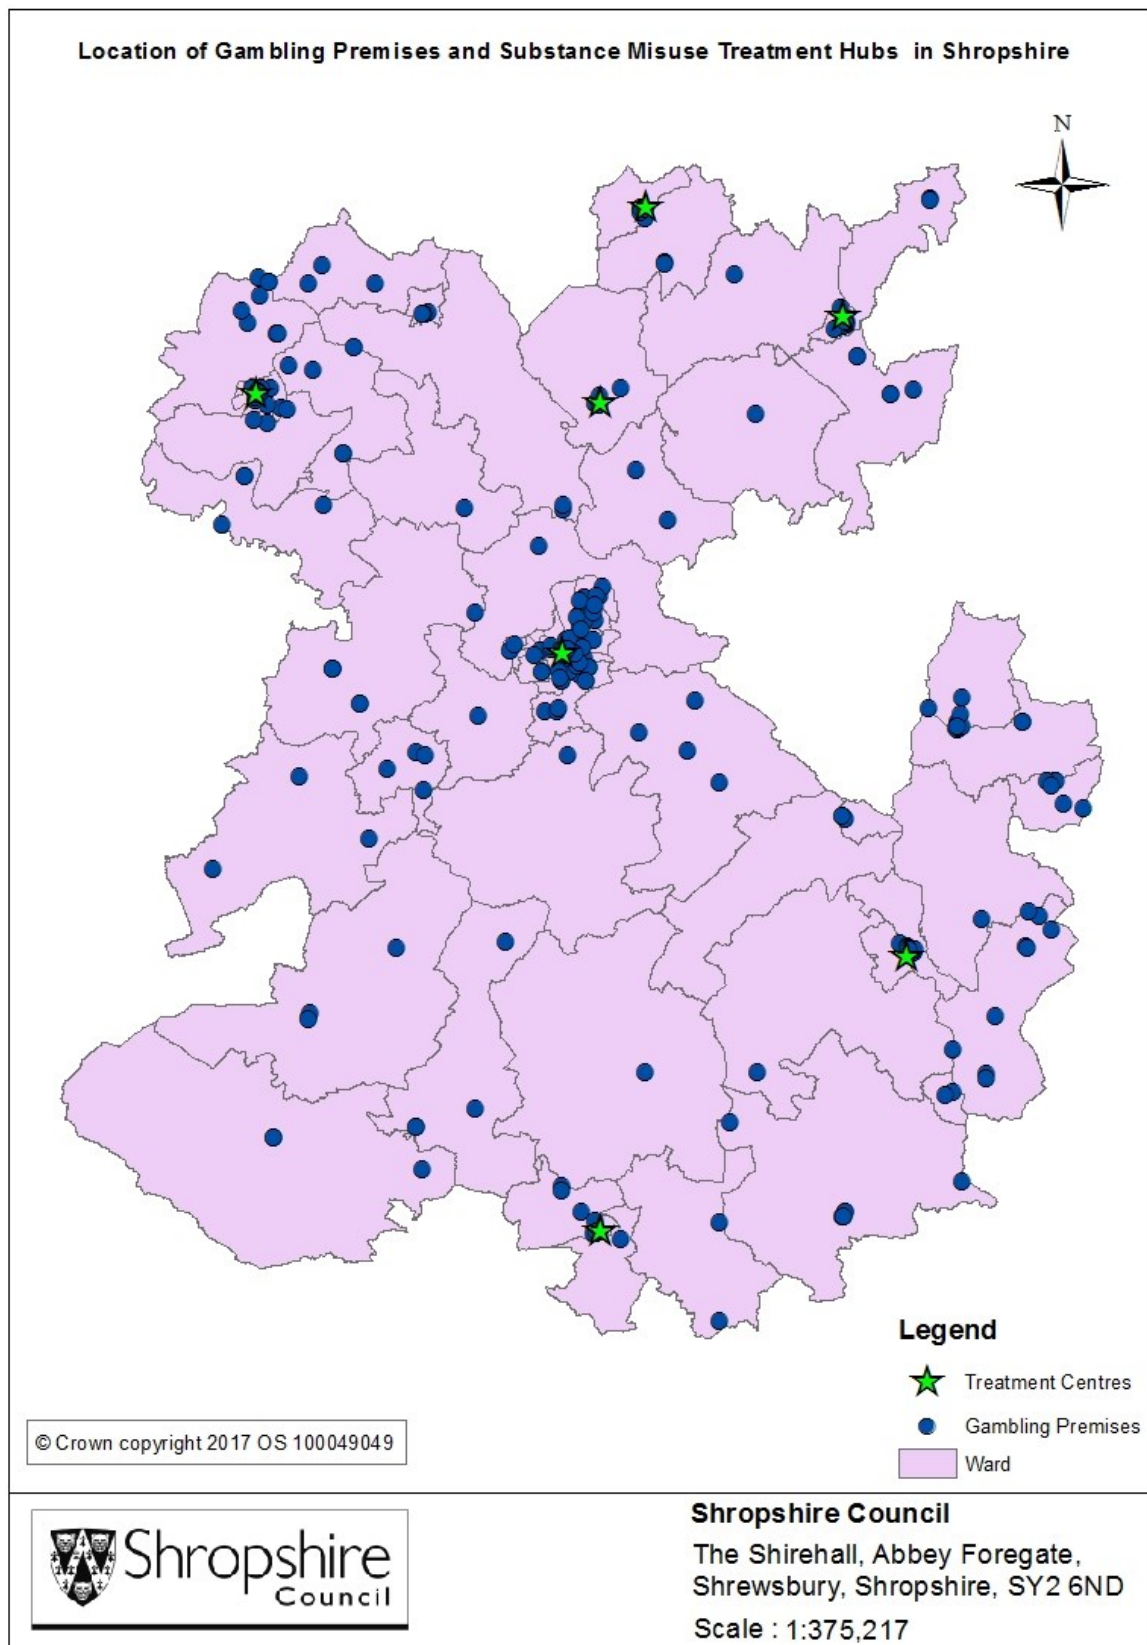 Location of Gambling Premises and Substance Misuse Treatment Hubs in Shropshire
N
Legend
Treatment Centres
Gambling Premises
Ward
© Crown copyright 2017 OS 100049049
Shropshire
Council
Shropshire Council
The Shirehall, Abbey Foregate,
Shrewsbury, Shropshire, SY2 6ND
Scale : 1:375,217